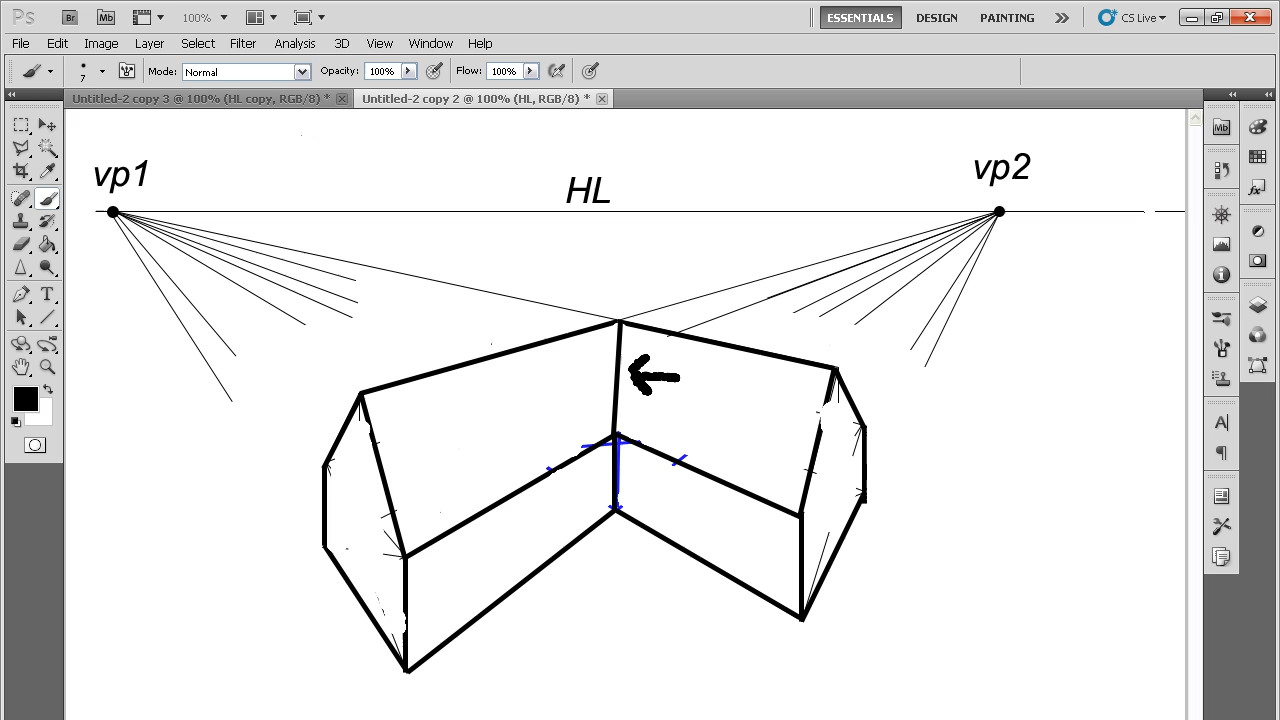 Ps Br Mb 100% ESSENTIALS DESIGN PAINTING CS Live
File Edit Image Layer Select Filter Analysis 3D View Window Help
7 Mode: Normal Opacity: 100% Flow: 100%
Untitled-2 copy 3 @ 100% (HL copy, RGB/8) * Untitled-2 copy 2 @ 100% (HL, RGB/8) *
Mb
vp1
HL
vp2